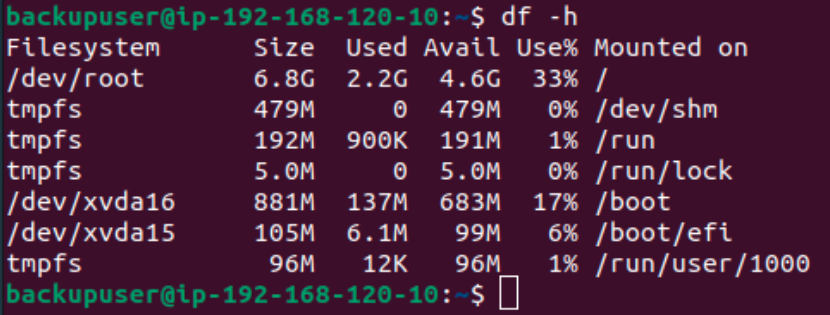 backupuser@ip-192-168-120-10:~$ df -h
Filesystem      Size  Used Avail Use% Mounted on
/dev/root       6.8G  2.2G  4.6G  33% /
tmpfs           479M     0  479M   0% /dev/shm
tmpfs           192M  900K  191M   1% /run
tmpfs           5.0M     0  5.0M   0% /run/lock
/dev/xvda16     881M  137M  683M  17% /boot
/dev/xvda15     105M  6.1M   99M   6% /boot/efi
tmpfs            96M   12K   96M   1% /run/user/1000
backupuser@ip-192-168-120-10:~$